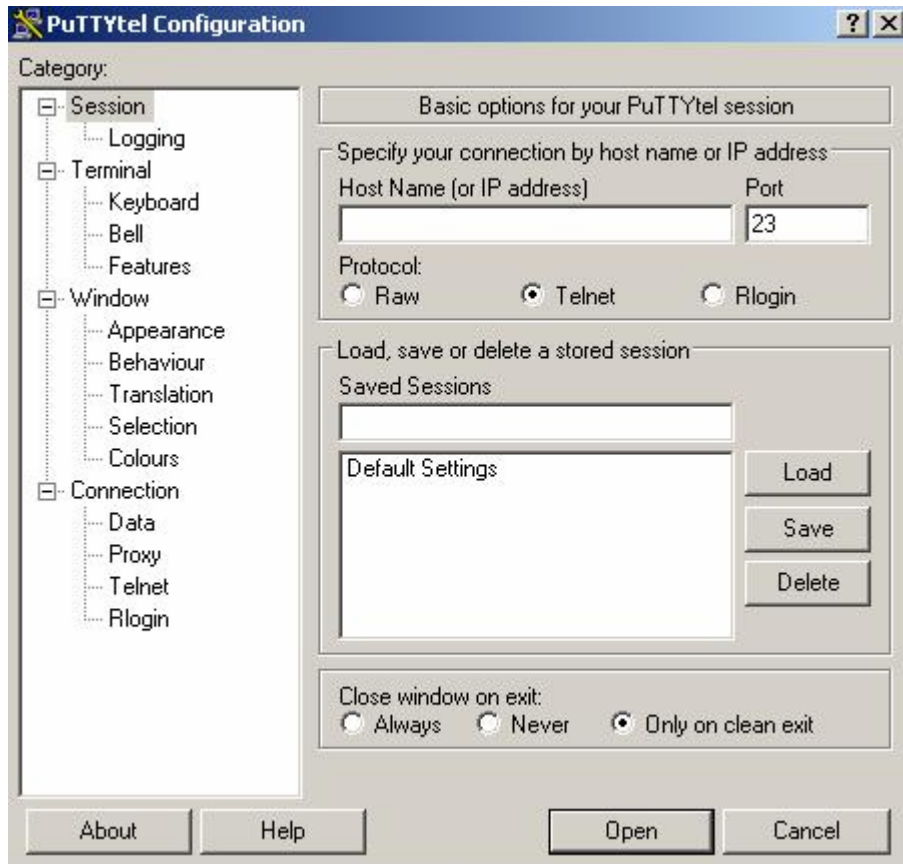 PuTTYtel Configuration
Category:
Session
Logging
Terminal
Keyboard
Bell
Features
Window
Appearance
Behaviour
Translation
Selection
Colours
Connection
Data
Proxy
Telnet
Rlogin
Basic options for your PuTTYtel session
Specify your connection by host name or IP address
Host Name (or IP address) Port
23
Protocol:
Raw Telnet Rlogin
Load, save or delete a stored session
Saved Sessions
Default Settings
Load
Save
Delete
Close window on exit:
Always Never Only on clean exit
About Help Open Cancel